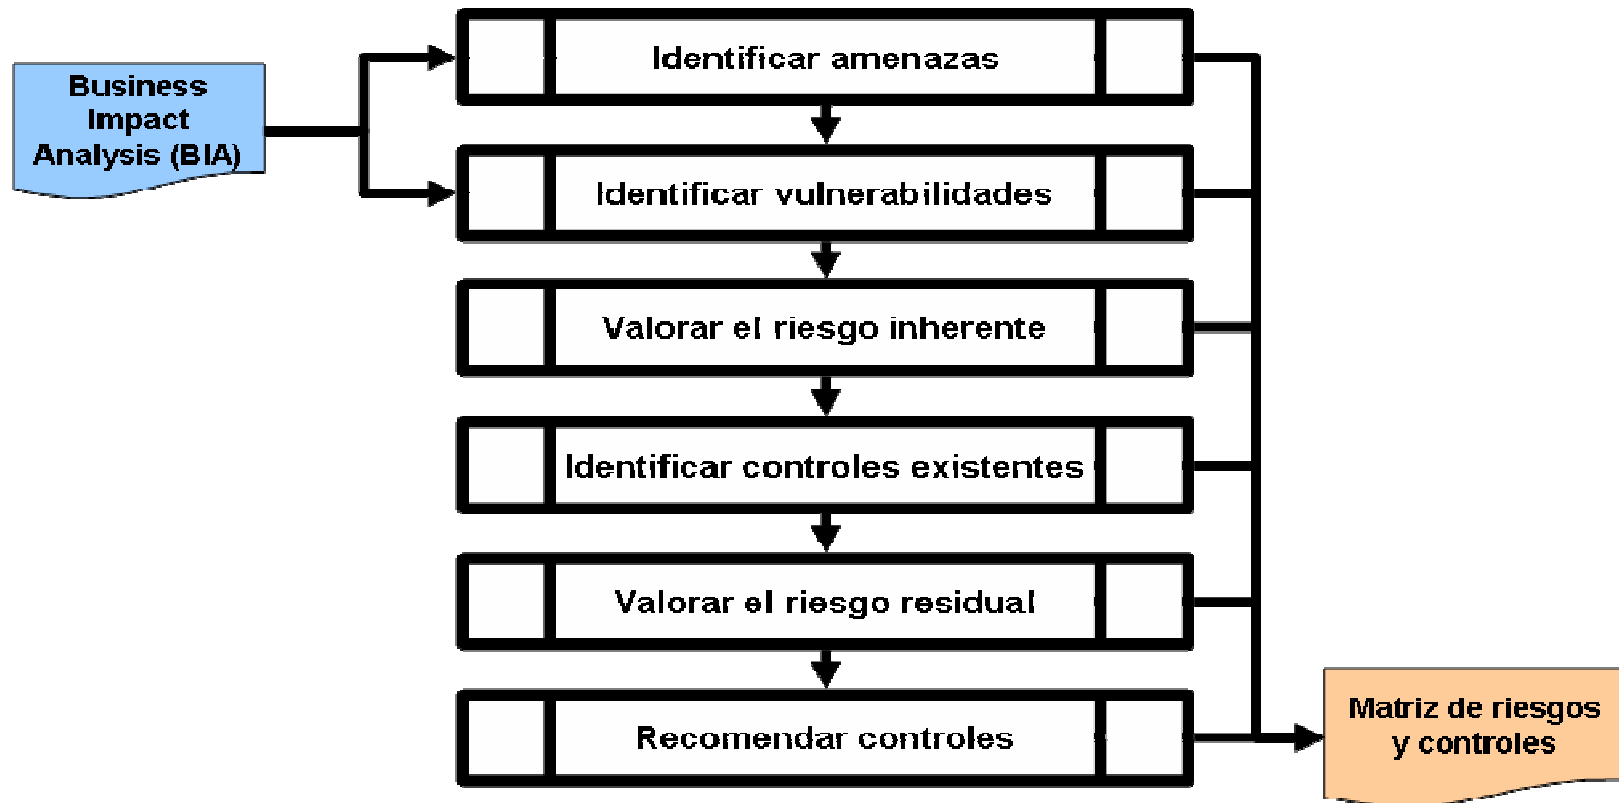 Business
Impact
Analysis (BIA)
Identificar amenazas
Identificar vulnerabilidades
Valorar el riesgo inherente
Identificar controles existentes
Valorar el riesgo residual
Recomendar controles
Matriz de riesgos
y controles